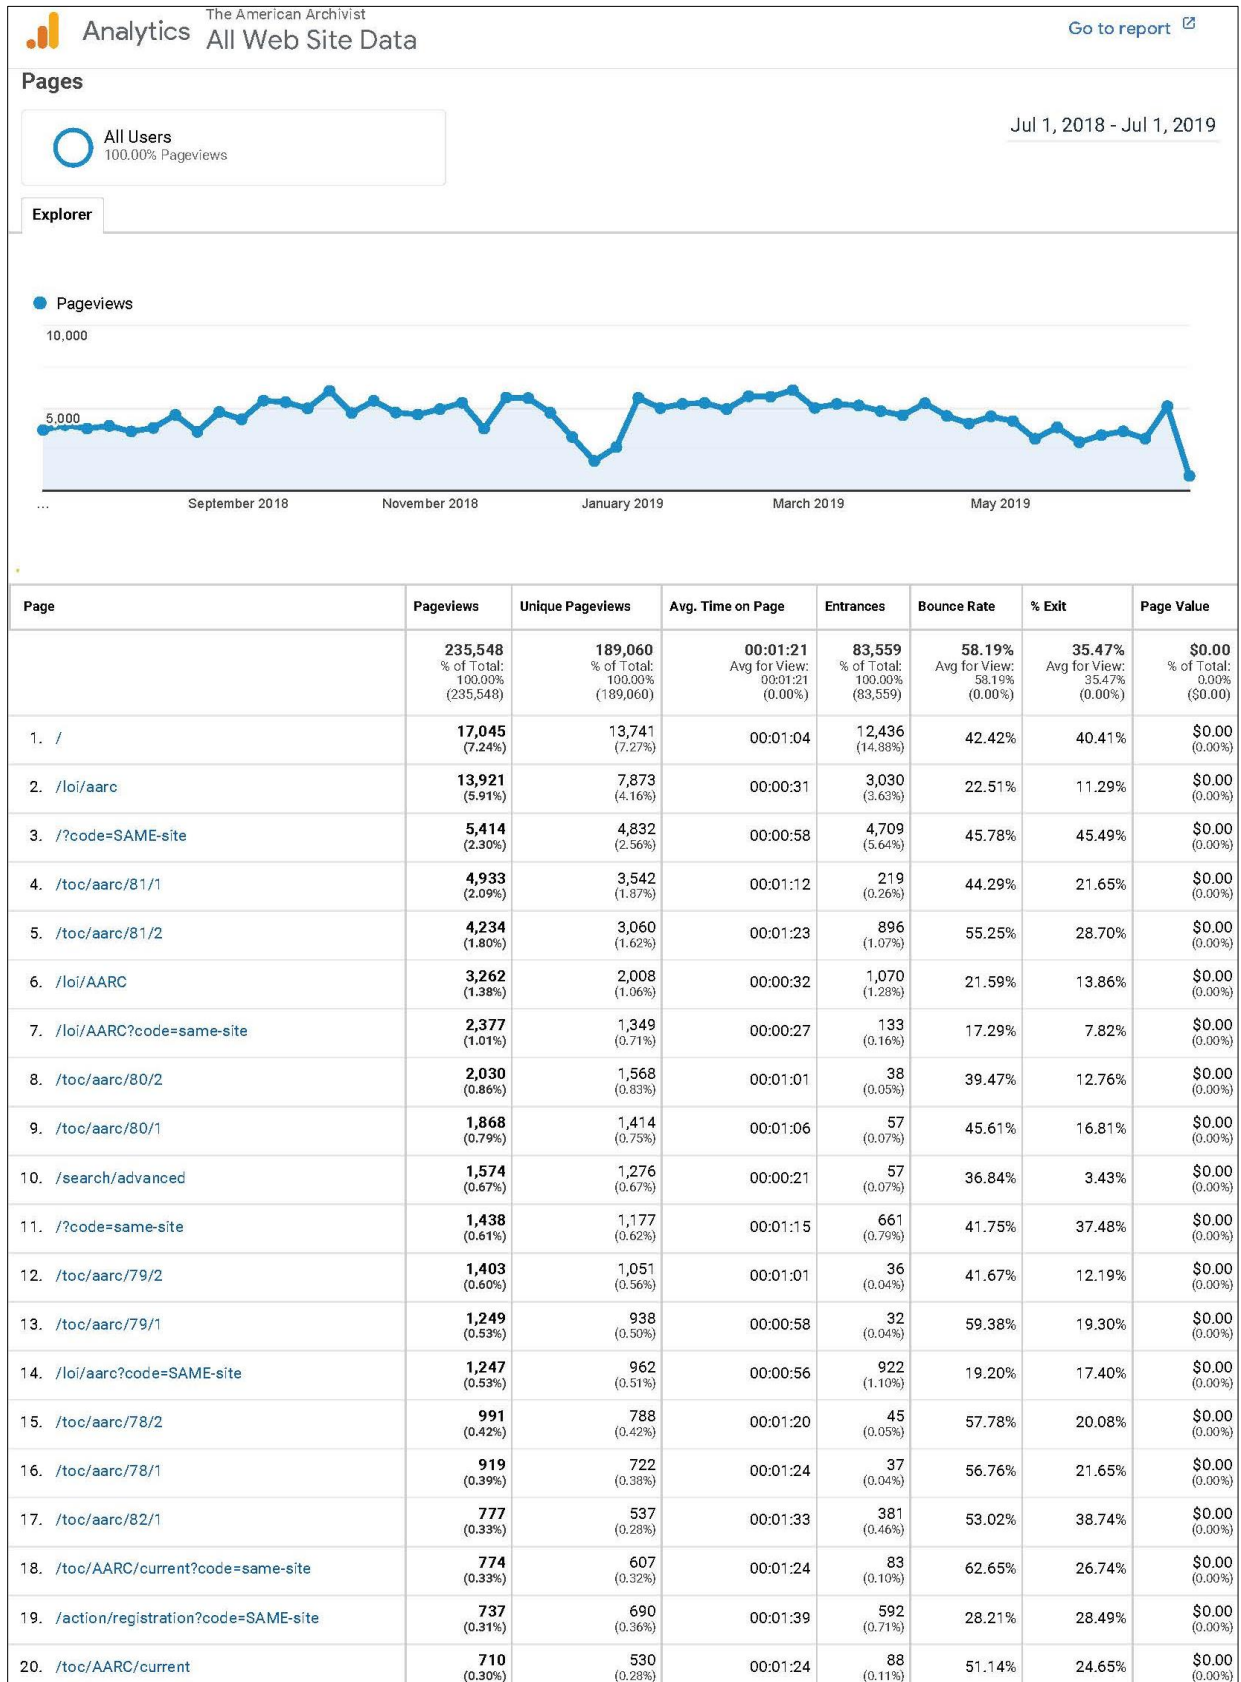 Analytics
The American Archivist
All Web Site Data
Go to report
Pages
All Users
100.00% Pageviews
Jul 1, 2018 - Jul 1, 2019
Explorer
Pageviews
10,000
5,000
...
September 2018
November 2018
January 2019
March 2019
May 2019
Page Pageviews Unique Pageviews Avg. Time on Page Entrances Bounce Rate % Exit Page Value
235,548 189,060 00:01:21 83,559 58.19% 35.47% $0.00
% of Total: % of Total: Avg for View: % of Total: Avg for View: Avg for View: % of Total:
100.00% 100.00% 00:01:21 100.00% 58.19% 35.47% 0.00%
(235,548) (189,060) (0.00%) (83,559) (0.00%) (0.00%) ($0.00)
1. / 17,045 13,741 00:01:04 12,436 42.42% 40.41% $0.00
(7.24%) (7.27%) (14.88%) (0.00%)
2. /loi/aarc 13,921 7,873 00:00:31 3,030 22.51% 11.29% $0.00
(5.91%) (4.16%) (3.63%) (0.00%)
3. /?code=SAME-site 5,414 4,832 00:00:58 4,709 45.78% 45.49% $0.00
(2.30%) (2.56%) (5.64%) (0.00%)
4. /toc/aarc/81/1 4,933 3,542 00:01:12 219 44.29% 21.65% $0.00
(2.09%) (1.87%) (0.26%) (0.00%)
5. /toc/aarc/81/2 4,234 3,060 00:01:23 896 55.25% 28.70% $0.00
(1.80%) (1.62%) (1.07%) (0.00%)
6. /loi/AARC 3,262 2,008 00:00:32 1,070 21.59% 13.86% $0.00
(1.38%) (1.06%) (1.28%) (0.00%)
7. /loi/AARC?code=same-site 2,377 1,349 00:00:27 133 17.29% 7.82% $0.00
(1.01%) (0.71%) (0.16%) (0.00%)
8. /toc/aarc/80/2 2,030 1,568 00:01:01 38 39.47% 12.76% $0.00
(0.86%) (0.83%) (0.05%) (0.00%)
9. /toc/aarc/80/1 1,868 1,414 00:01:06 57 45.61% 16.81% $0.00
(0.79%) (0.75%) (0.07%) (0.00%)
10. /search/advanced 1,574 1,276 00:00:21 57 36.84% 3.43% $0.00
(0.67%) (0.67%) (0.07%) (0.00%)
11. /?code=same-site 1,438 1,177 00:01:15 661 41.75% 37.48% $0.00
(0.61%) (0.62%) (0.79%) (0.00%)
12. /toc/aarc/79/2 1,403 1,051 00:01:01 36 41.67% 12.19% $0.00
(0.60%) (0.56%) (0.04%) (0.00%)
13. /toc/aarc/79/1 1,249 938 00:00:58 32 59.38% 19.30% $0.00
(0.53%) (0.50%) (0.04%) (0.00%)
14. /loi/aarc?code=SAME-site 1,247 962 00:00:56 922 19.20% 17.40% $0.00
(0.53%) (0.51%) (1.10%) (0.00%)
15. /toc/aarc/78/2 991 788 00:01:20 45 57.78% 20.08% $0.00
(0.42%) (0.42%) (0.05%) (0.00%)
16. /toc/aarc/78/1 919 722 00:01:24 37 56.76% 21.65% $0.00
(0.39%) (0.38%) (0.04%) (0.00%)
17. /toc/aarc/82/1 777 537 00:01:33 381 53.02% 38.74% $0.00
(0.33%) (0.28%) (0.46%) (0.00%)
18. /toc/AARC/current?code=same-site 774 607 00:01:24 83 62.65% 26.74% $0.00
(0.33%) (0.32%) (0.10%) (0.00%)
19. /action/registration?code=SAME-site 737 690 00:01:39 592 28.21% 28.49% $0.00
(0.31%) (0.36%) (0.71%) (0.00%)
20. /toc/AARC/current 710 530 00:01:24 88 51.14% 24.65% $0.00
(0.30%) (0.28%) (0.11%) (0.00%)